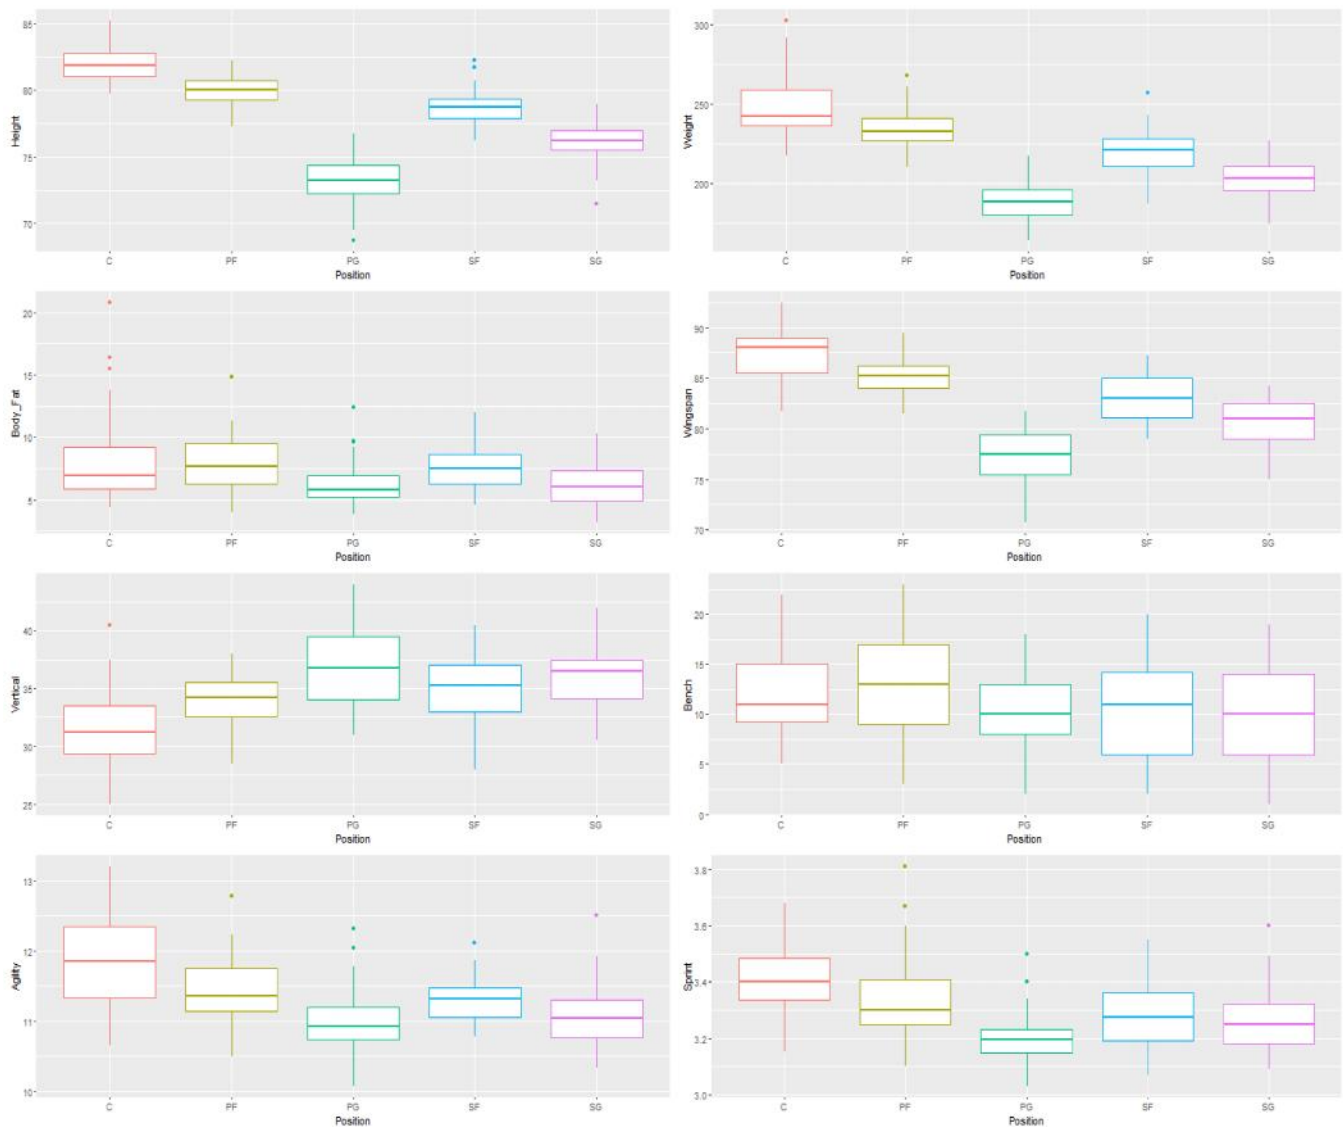 Height
85
80
75
70
C PF PG SF SG
Position
Weight
300
250
200
C PF PG SF SG
Position
Body_Fat
20
15
10
5
C PF PG SF SG
Position
Wingspan
90
85
80
75
70
C PF PG SF SG
Position
Vertical
40
35
30
25
C PF PG SF SG
Position
Bench
20
15
10
5
0
C PF PG SF SG
Position
Agility
13
12
11
10
C PF PG SF SG
Position
Sprint
3.8
3.6
3.4
3.2
3.0
C PF PG SF SG
Position